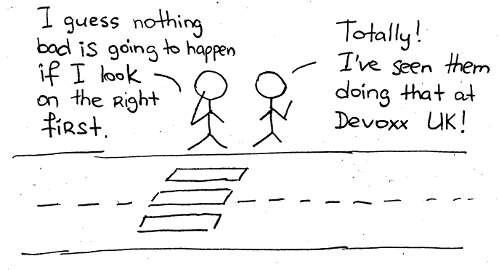 I guess nothing
bad is going to happen
if I look
on the Right
first.
Totally!
I've seen them
doing that at
Devoxx UK!